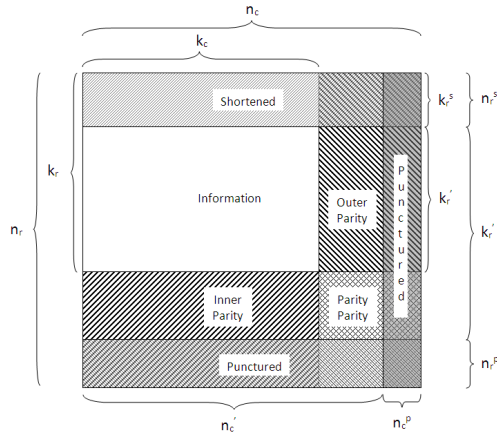 n_c
k_c
Shortened
k_r^s
n_r^s
k_r
n_r
Information
Outer
Parity
Punctured
k_r′
k_r′
Inner
Parity
Parity
Parity
Punctured
n_r^p
n_c′
n_c^p